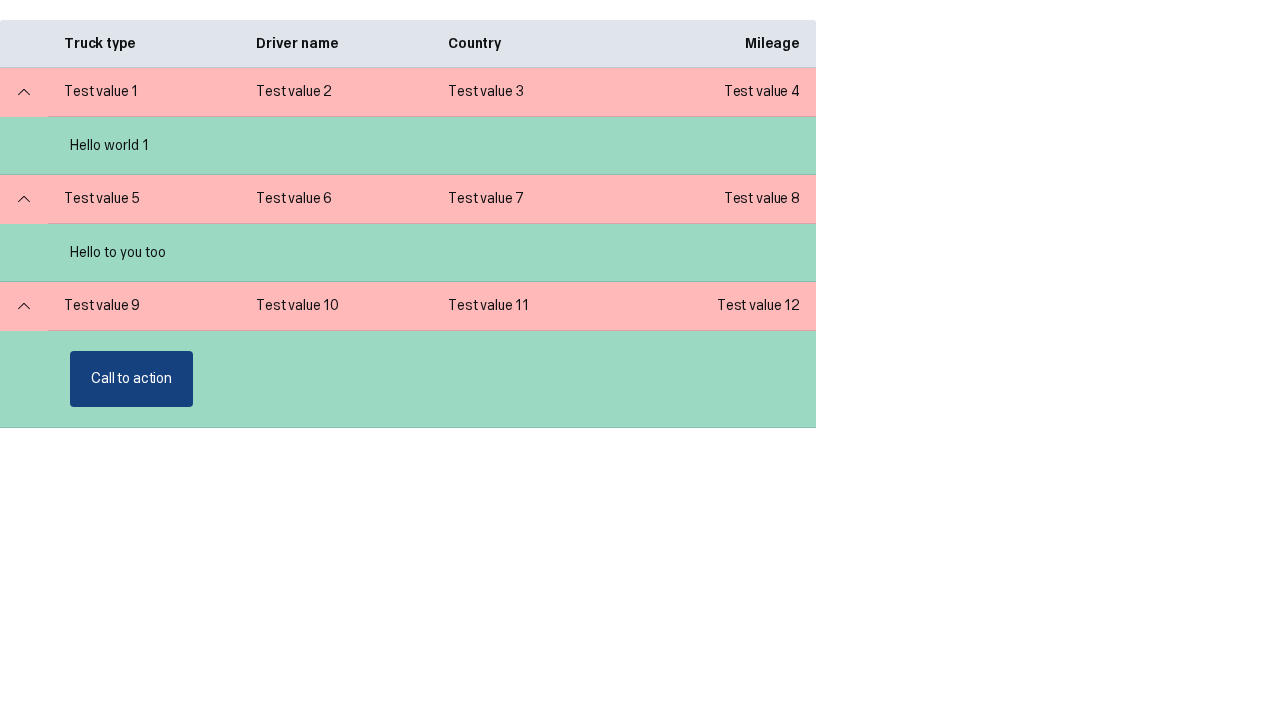 Truck type Driver name Country Mileage
Test value 1 Test value 2 Test value 3 Test value 4
Hello world 1
Test value 5 Test value 6 Test value 7 Test value 8
Hello to you too
Test value 9 Test value 10 Test value 11 Test value 12
Call to action